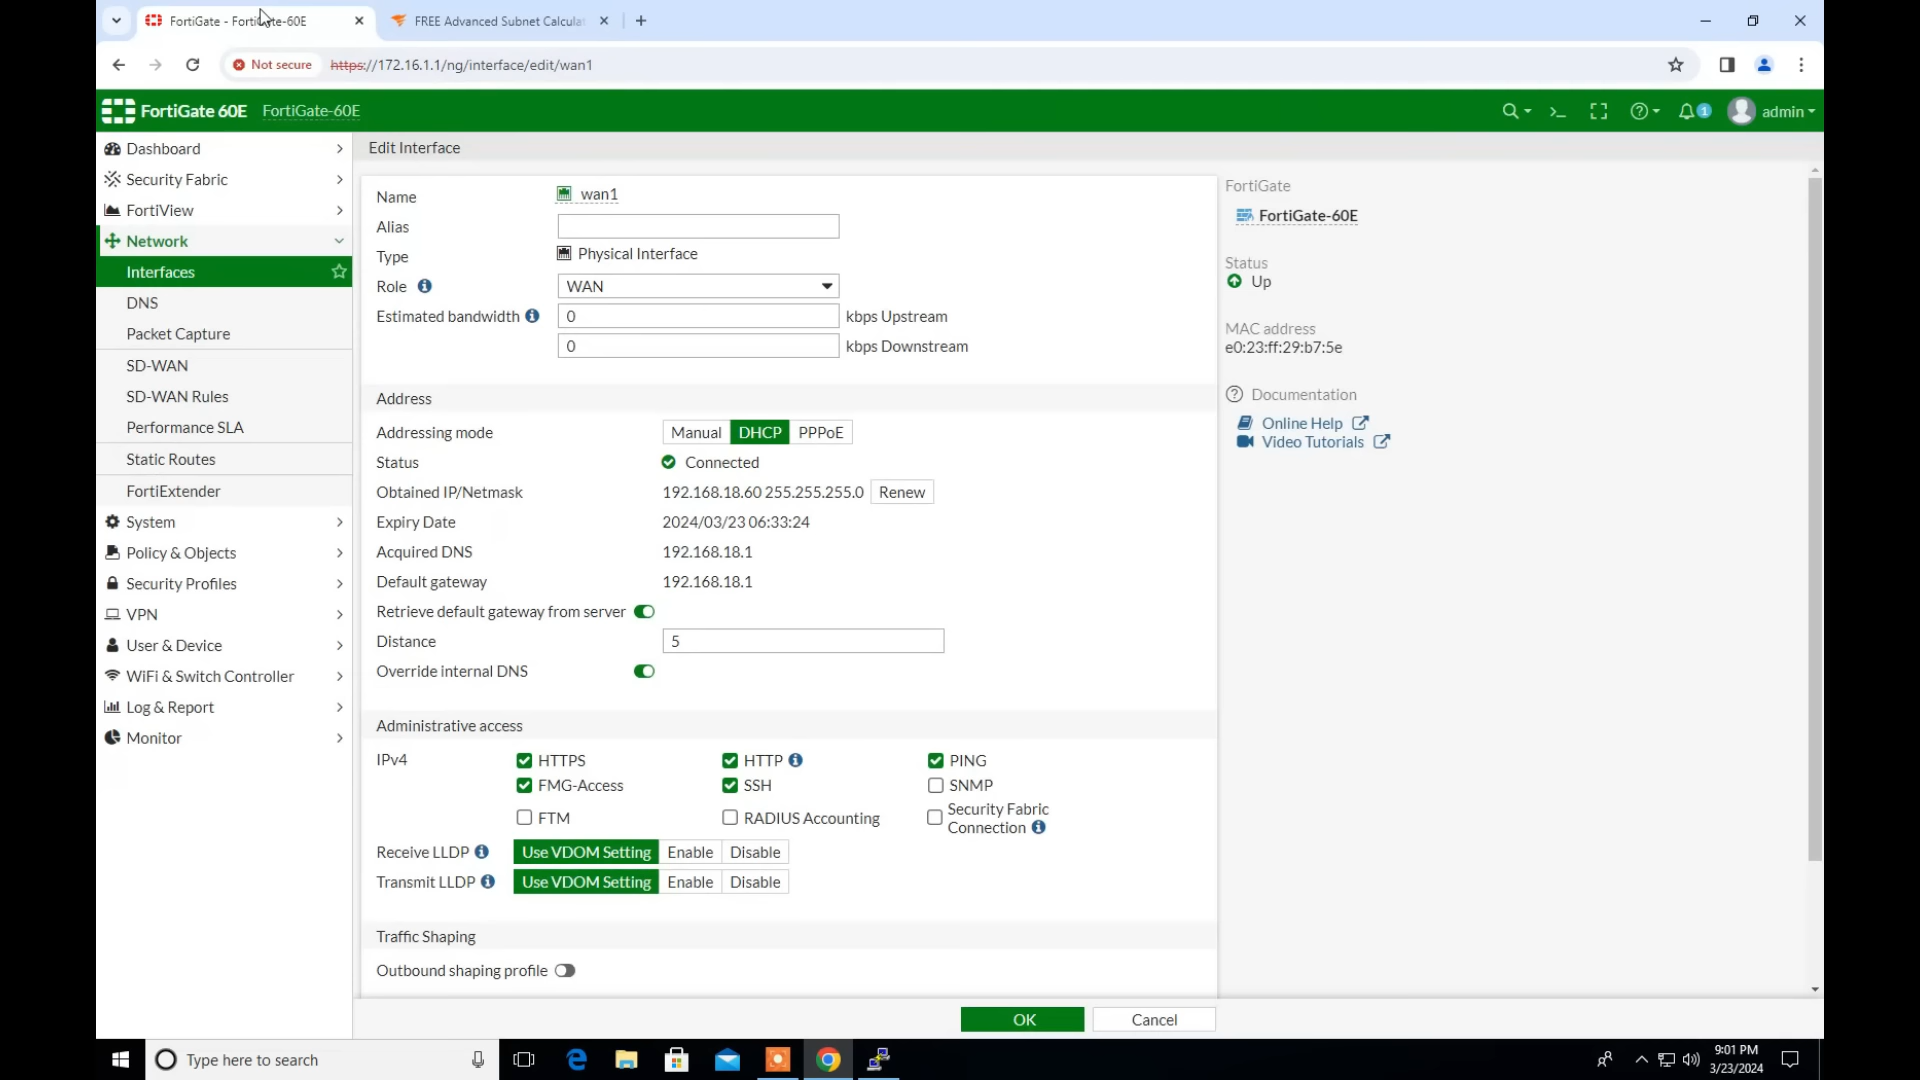 FortiGate - FortiGate-60E
FREE Advanced Subnet Calcula
Not secure
https://172.16.1.1/ng/interface/edit/wan1
FortiGate 60E
FortiGate-60E
1
admin
Dashboard
Security Fabric
FortiView
Network
Interfaces
DNS
Packet Capture
SD-WAN
SD-WAN Rules
Performance SLA
Static Routes
FortiExtender
System
Policy & Objects
Security Profiles
VPN
User & Device
WiFi & Switch Controller
Log & Report
Monitor
Edit Interface
Name wan1
Alias
Type Physical Interface
Role WAN
Estimated bandwidth 0 kbps Upstream
0 kbps Downstream
Address
Addressing mode Manual DHCP PPPoE
Status Connected
Obtained IP/Netmask 192.168.18.60 255.255.255.0 Renew
Expiry Date 2024/03/23 06:33:24
Acquired DNS 192.168.18.1
Default gateway 192.168.18.1
Retrieve default gateway from server
Distance 5
Override internal DNS
Administrative access
IPv4 HTTPS HTTP PING
FMG-Access SSH SNMP
FTM RADIUS Accounting Security Fabric
Connection
Receive LLDP Use VDOM Setting Enable Disable
Transmit LLDP Use VDOM Setting Enable Disable
Traffic Shaping
Outbound shaping profile
OK Cancel
FortiGate
FortiGate-60E
Status
Up
MAC address
e0:23:ff:29:b7:5e
Documentation
Online Help
Video Tutorials
Type here to search
9:01 PM
3/23/2024